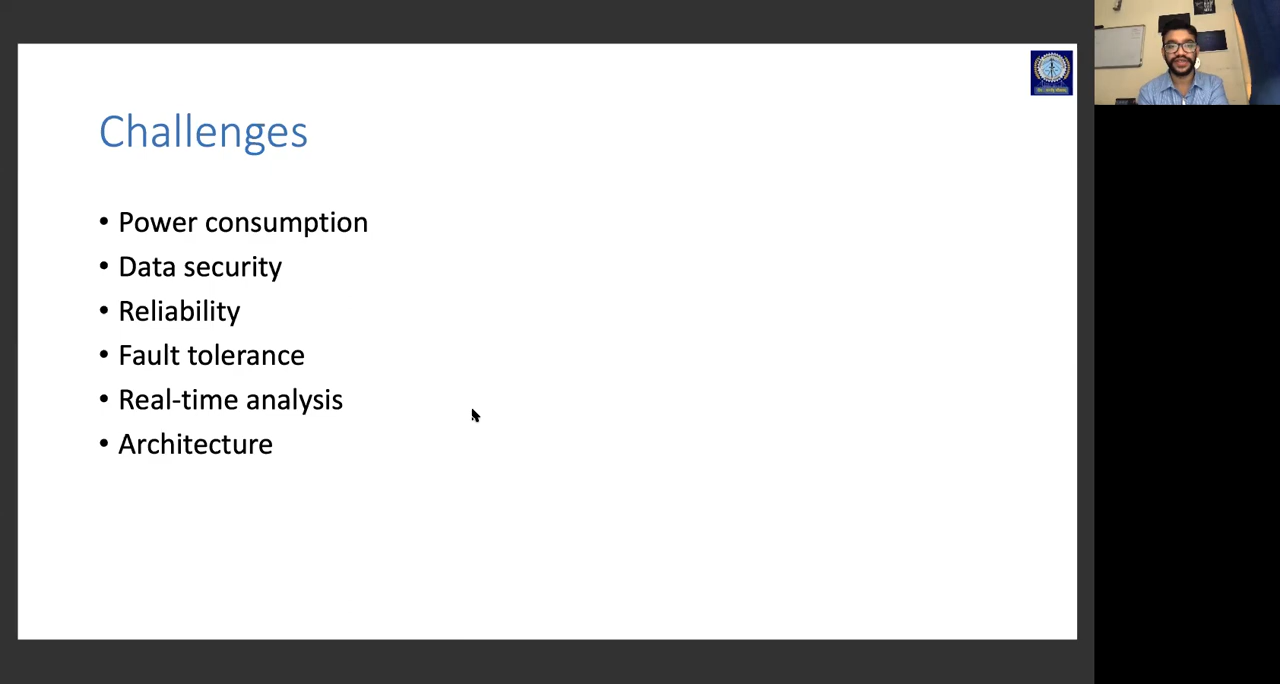 Challenges
• Power consumption
• Data security
• Reliability
• Fault tolerance
• Real-time analysis
• Architecture